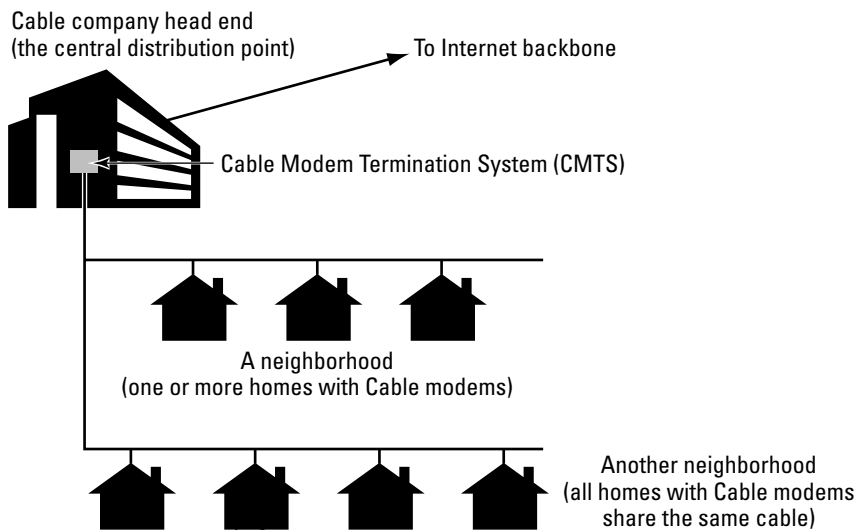 Cable company head end
(the central distribution point)
To Internet backbone
Cable Modem Termination System (CMTS)
A neighborhood
(one or more homes with Cable modems)
Another neighborhood
(all homes with Cable modems
share the same cable)